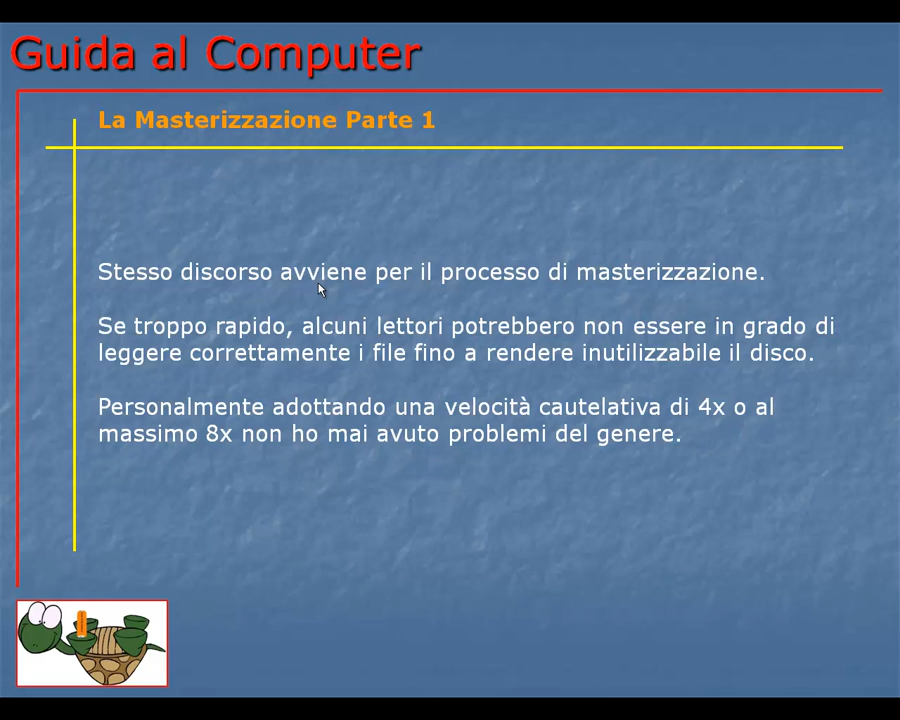 Guida al Computer
La Masterizzazione Parte 1
Stesso discorso avviene per il processo di masterizzazione.
Se troppo rapido, alcuni lettori potrebbero non essere in grado di
leggere correttamente i file fino a rendere inutilizzabile il disco.
Personalmente adottando una velocità cautelativa di 4x o al
massimo 8x non ho mai avuto problemi del genere.